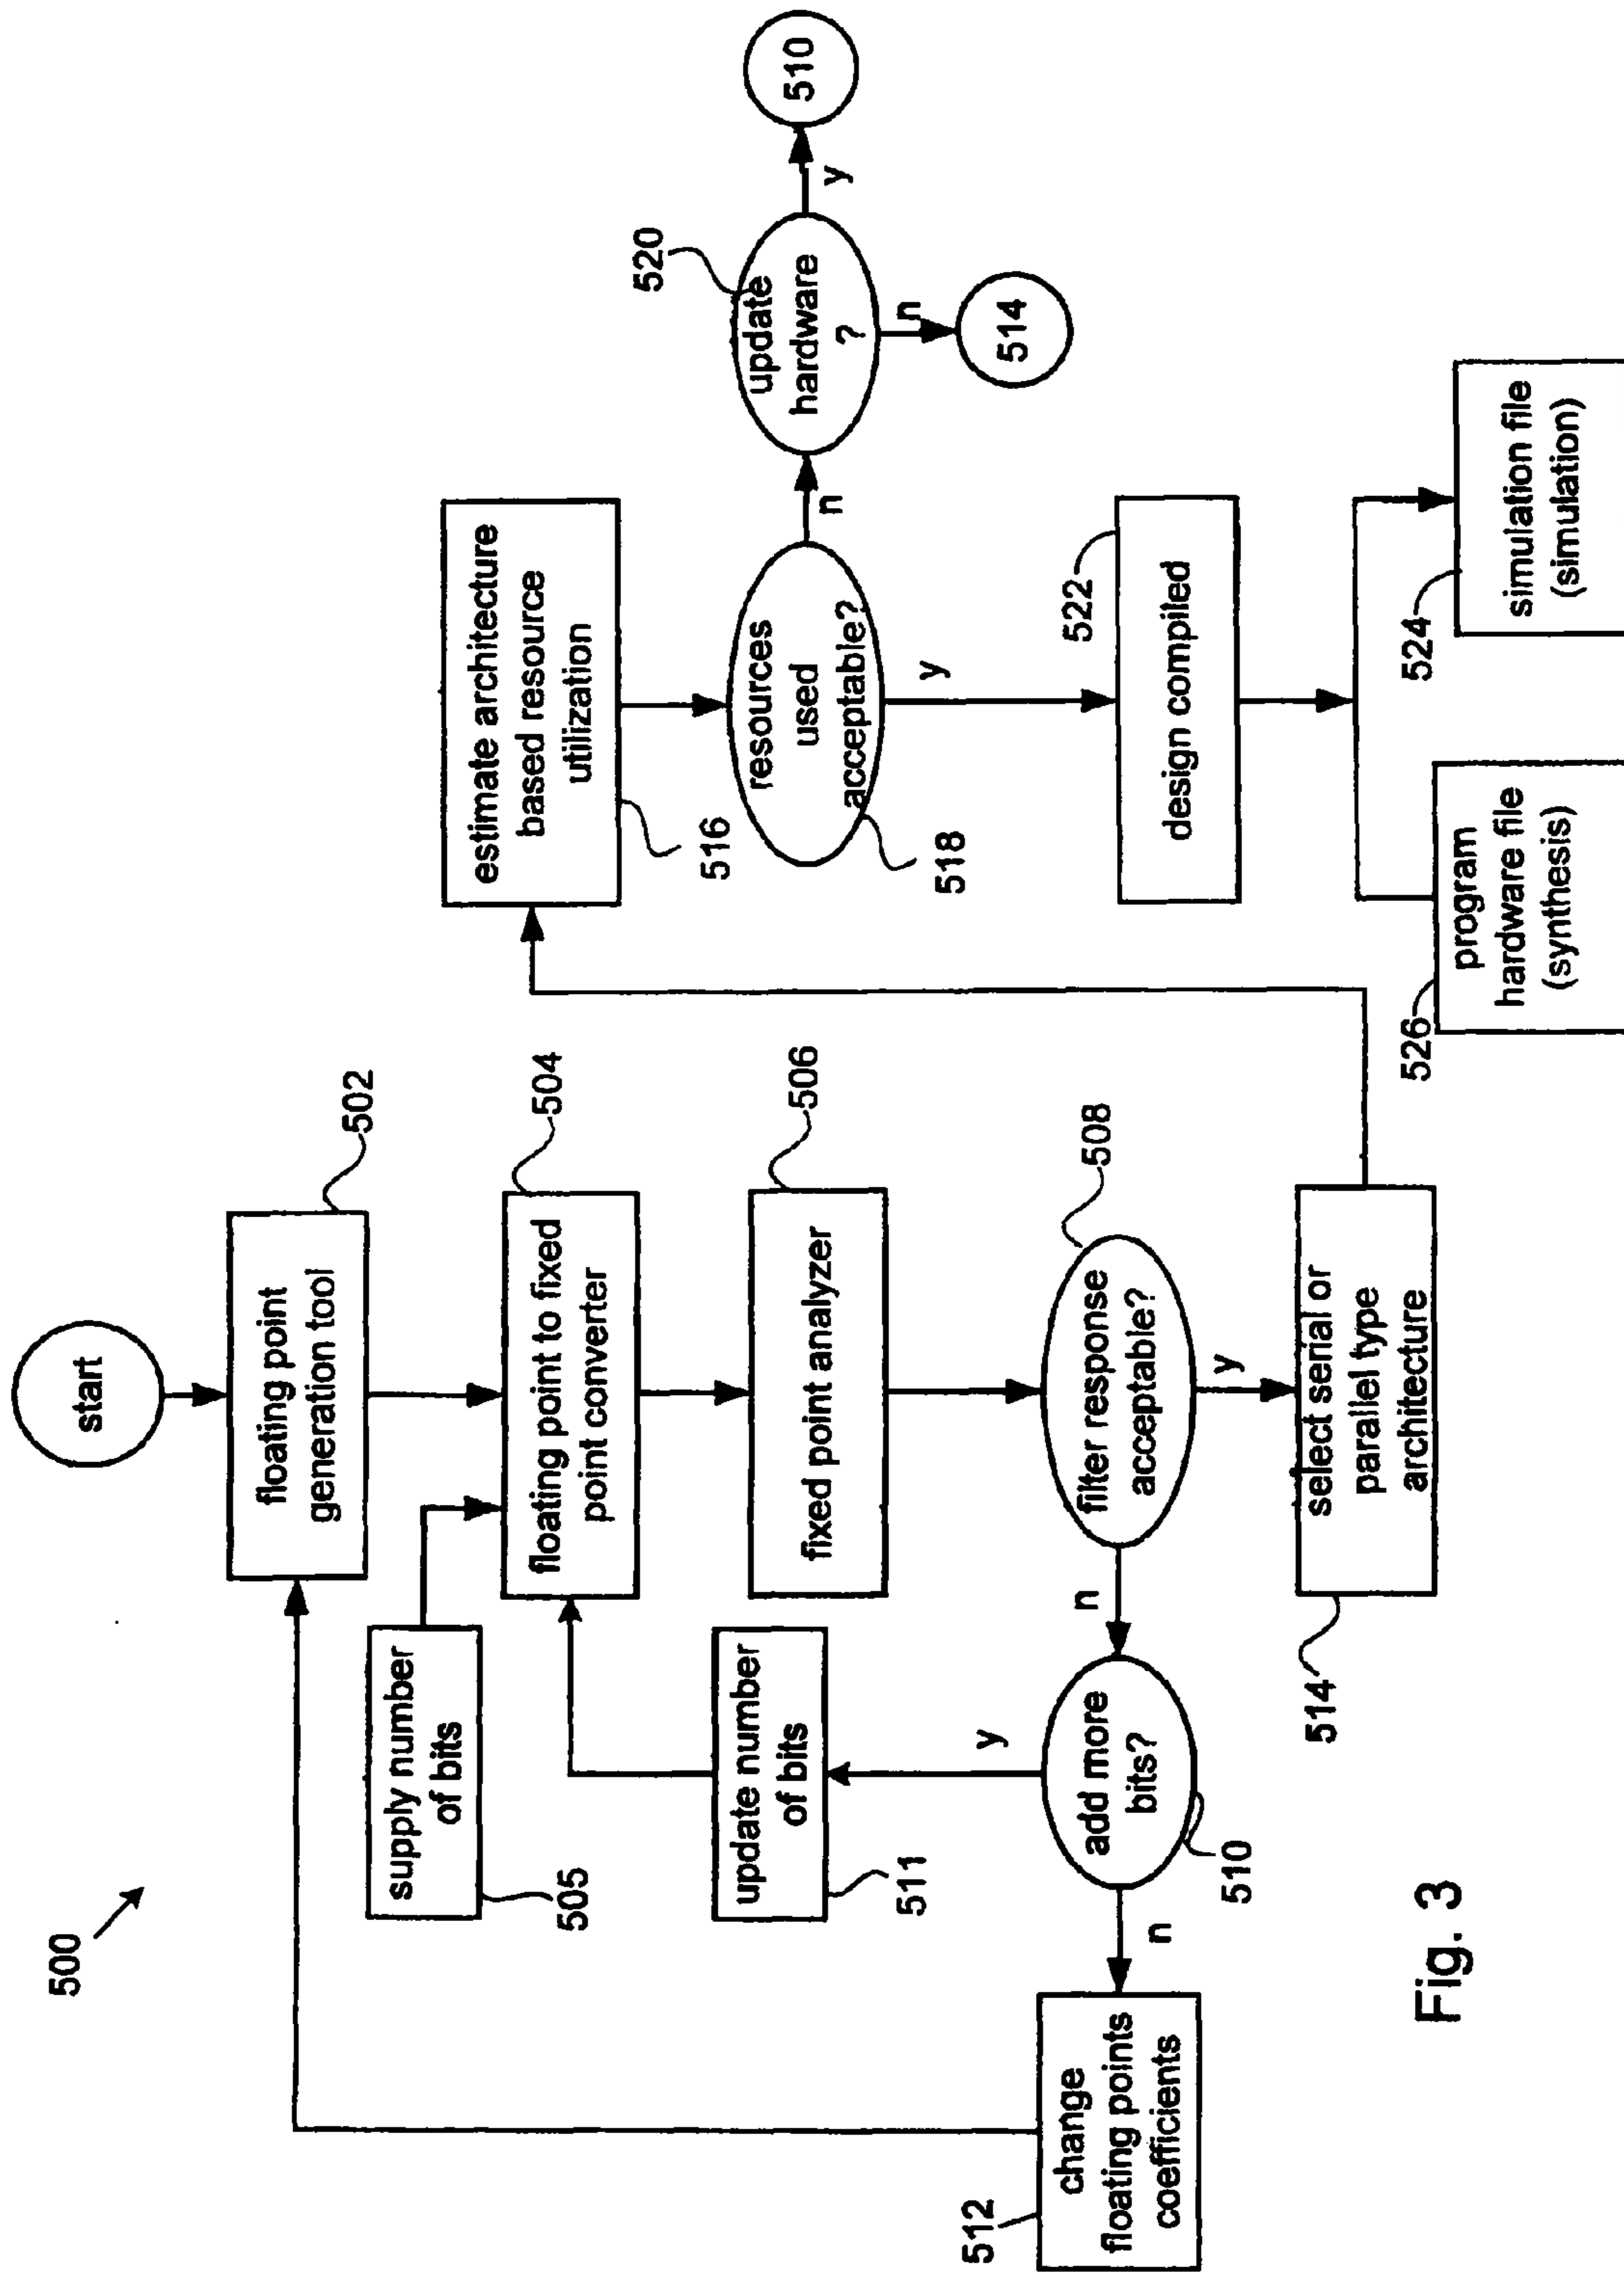 500
start
floating point
generation tool
502
supply number
of bits
505
floating point to fixed
point converter
504
update number
of bits
511
fixed point analyzer
506
filter response
acceptable?
508
n
y
add more
bits?
510
y
n
change
floating points
coefficients
512
select serial or
parallel type
architecture
514
estimate architecture
based resource
utilization
516
resources
used
acceptable?
518
n
y
update
hardware
?
520
y
510
n
514
design compiled
522
program
hardware file
(synthesis)
526
simulation file
(simulation)
524
Fig. 3